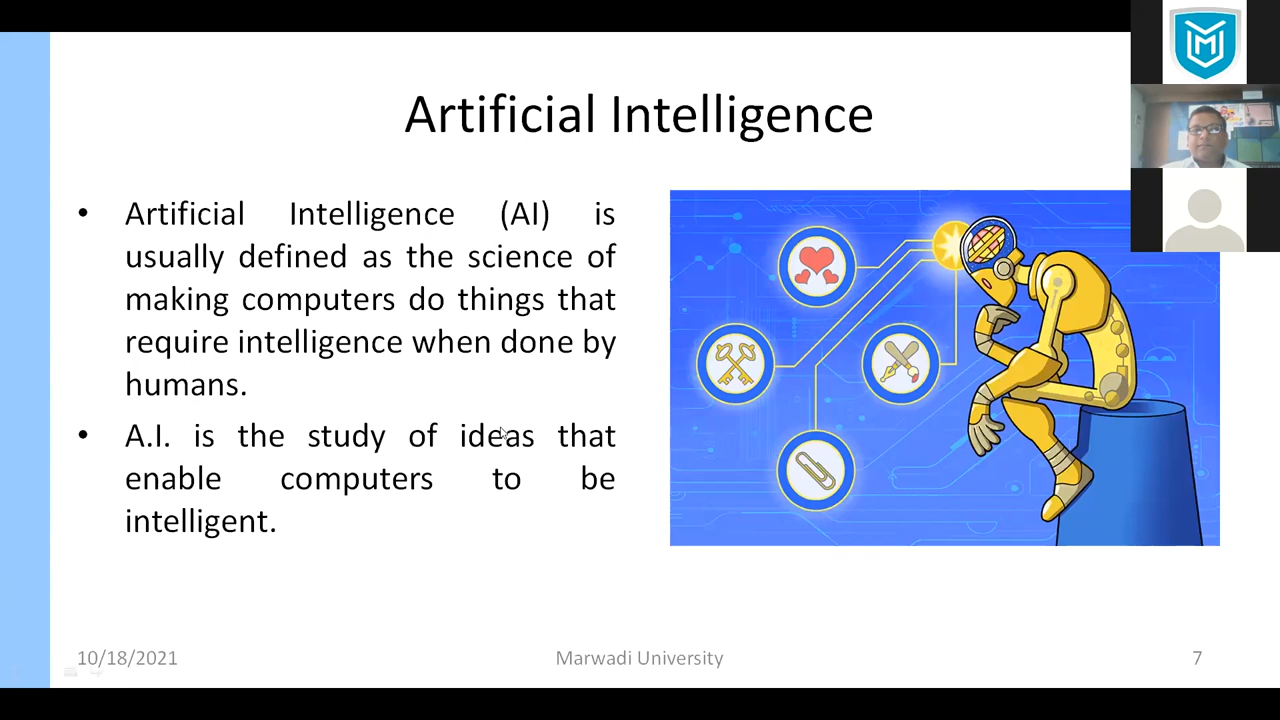 Artificial Intelligence
• Artificial Intelligence (AI) is
usually defined as the science of
making computers do things that
require intelligence when done by
humans.
• A.I. is the study of ideas that
enable computers to be
intelligent.
10/18/2021
Marwadi University
7